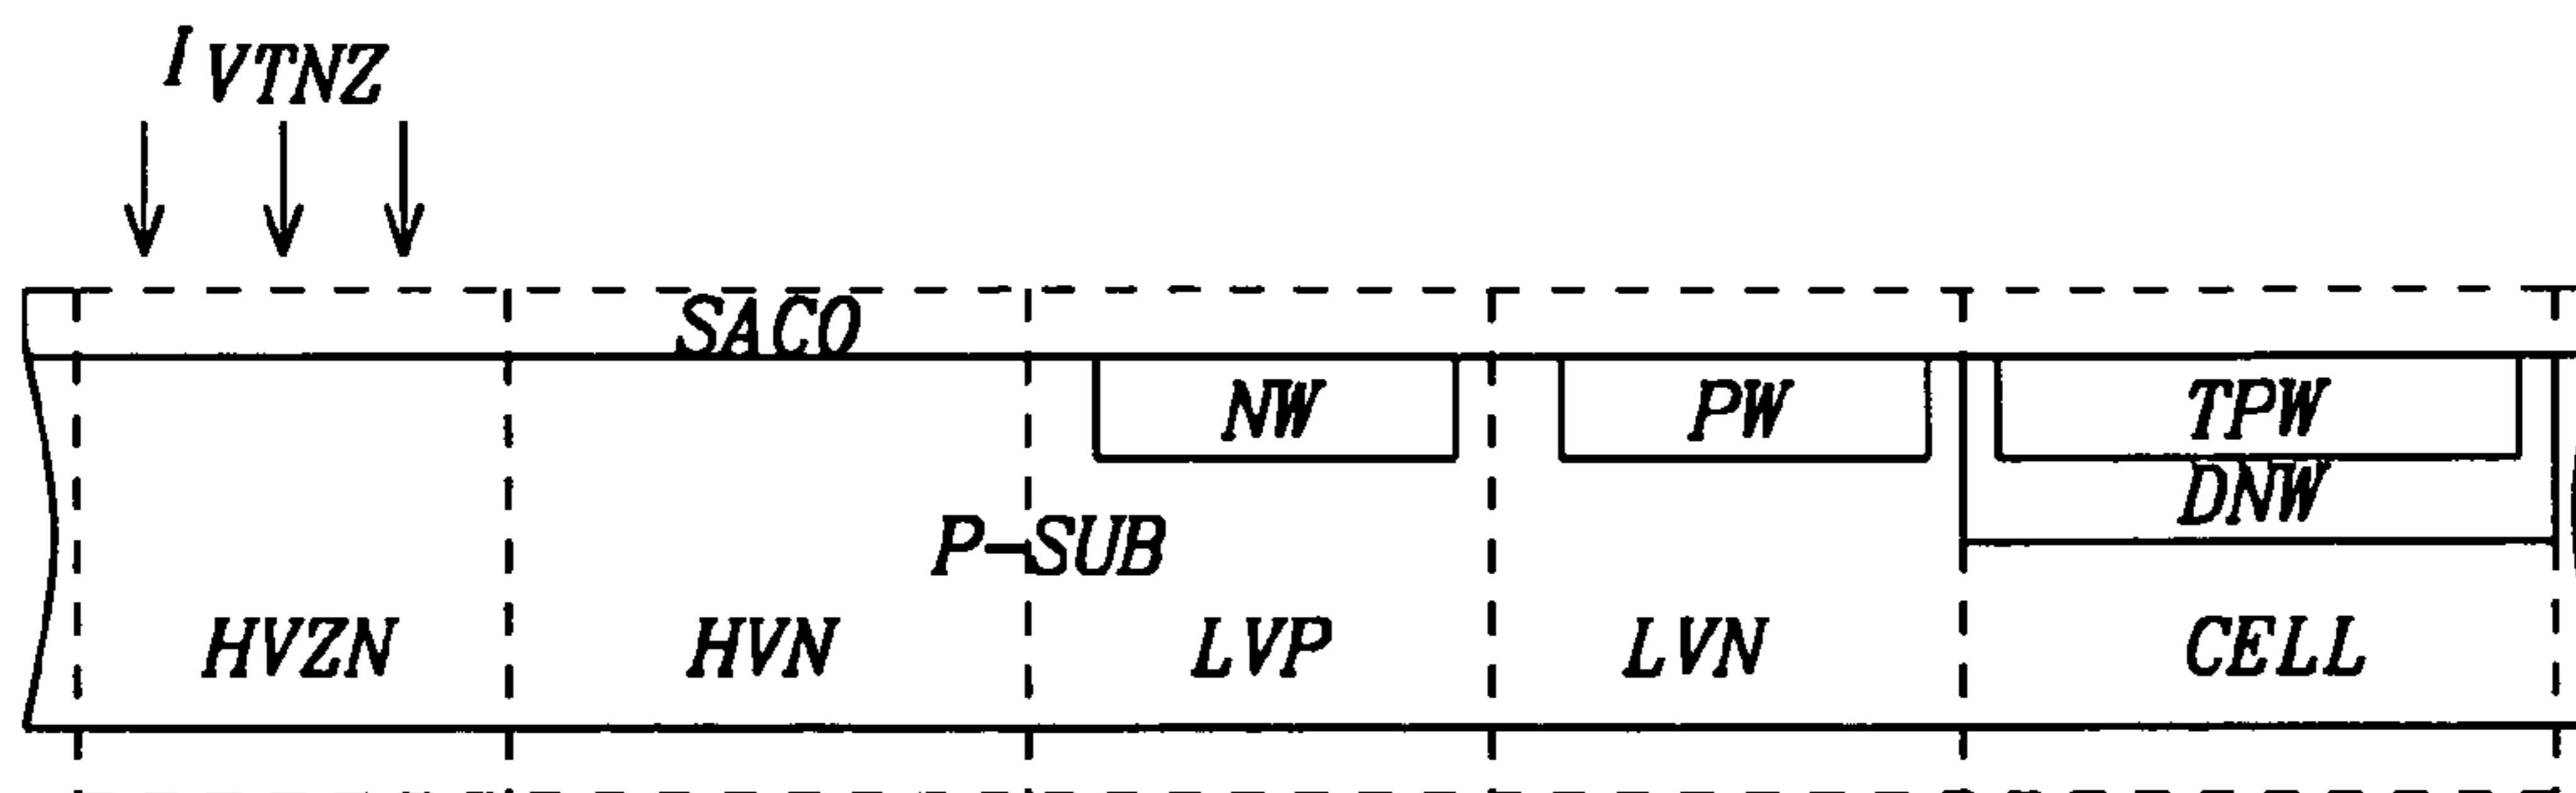 I VTNZ
SACO
NW PW TPW
DNW
P-SUB
HVZN HVN LVP LVN CELL